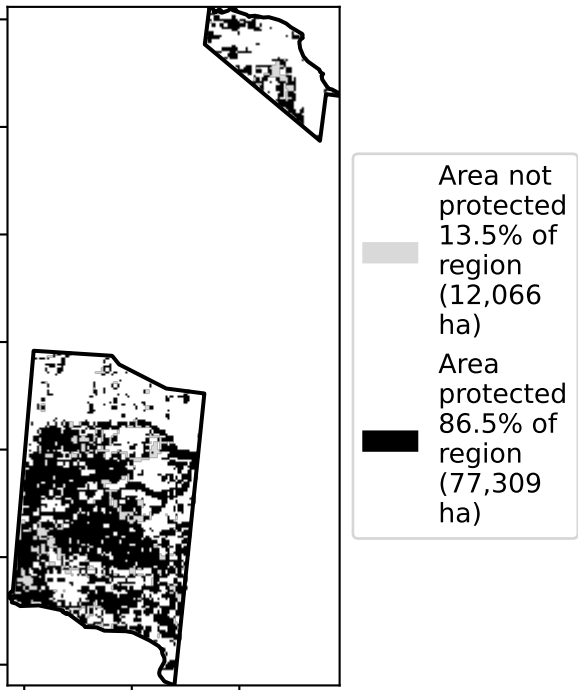 Area not
protected
13.5% of
region
(12,066
ha)
Area
protected
86.5% of
region
(77,309
ha)